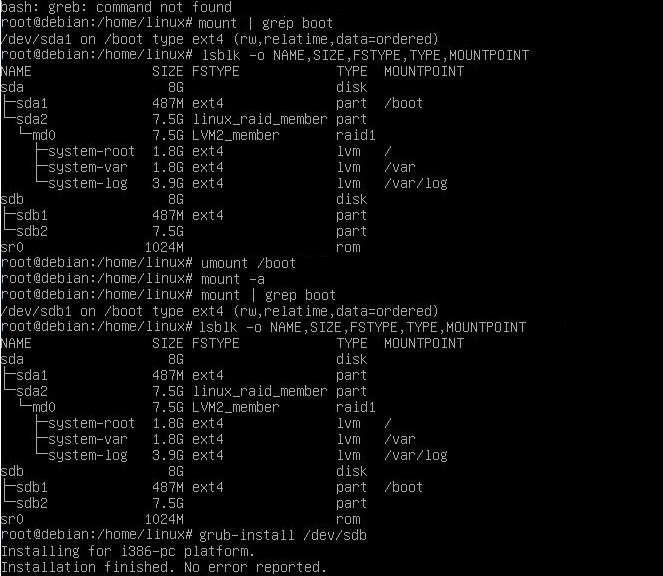 bash: greb: command not found
root@debian:/home/linux# mount | grep boot
/dev/sda1 on /boot type ext4 (rw,relatime,data=ordered)
root@debian:/home/linux# lsblk -o NAME,SIZE,FSTYPE,TYPE,MOUNTPOINT
NAME                SIZE FSTYPE            TYPE  MOUNTPOINT
sda                   8G                   disk
├─sda1              487M ext4              part  /boot
└─sda2              7.5G linux_raid_member part
  └─md0             7.5G LVM2_member       raid1
    ├─system-root   1.8G ext4              lvm   /
    ├─system-var    1.8G ext4              lvm   /var
    └─system-log    3.9G ext4              lvm   /var/log
sdb                   8G                   disk
├─sdb1              487M ext4              part
└─sdb2              7.5G                   part
sr0                1024M                   rom
root@debian:/home/linux# umount /boot
root@debian:/home/linux# mount -a
root@debian:/home/linux# mount | grep boot
/dev/sdb1 on /boot type ext4 (rw,relatime,data=ordered)
root@debian:/home/linux# lsblk -o NAME,SIZE,FSTYPE,TYPE,MOUNTPOINT
NAME                SIZE FSTYPE            TYPE  MOUNTPOINT
sda                   8G                   disk
├─sda1              487M ext4              part
└─sda2              7.5G linux_raid_member part
  └─md0             7.5G LVM2_member       raid1
    ├─system-root   1.8G ext4              lvm   /
    ├─system-var    1.8G ext4              lvm   /var
    └─system-log    3.9G ext4              lvm   /var/log
sdb                   8G                   disk
├─sdb1              487M ext4              part  /boot
└─sdb2              7.5G                   part
sr0                1024M                   rom
root@debian:/home/linux# grub-install /dev/sdb
Installing for i386-pc platform.
Installation finished. No error reported.